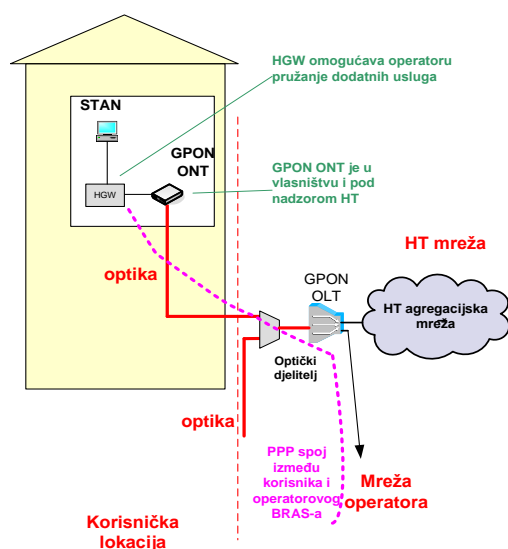 HGW omogućava operatoru
pružanje dodatnih usluga
STAN
GPON
ONT
HGW
GPON ONT je u
vlasništvu i pod
nadzorom HT
HT mreža
optika
GPON
OLT
HT agregacijska
mreža
Optički
djelitelj
optika
PPP spoj
između
korisnika i
operatorovog
BRAS-a
Mreža
operatora
Korisnička
lokacija